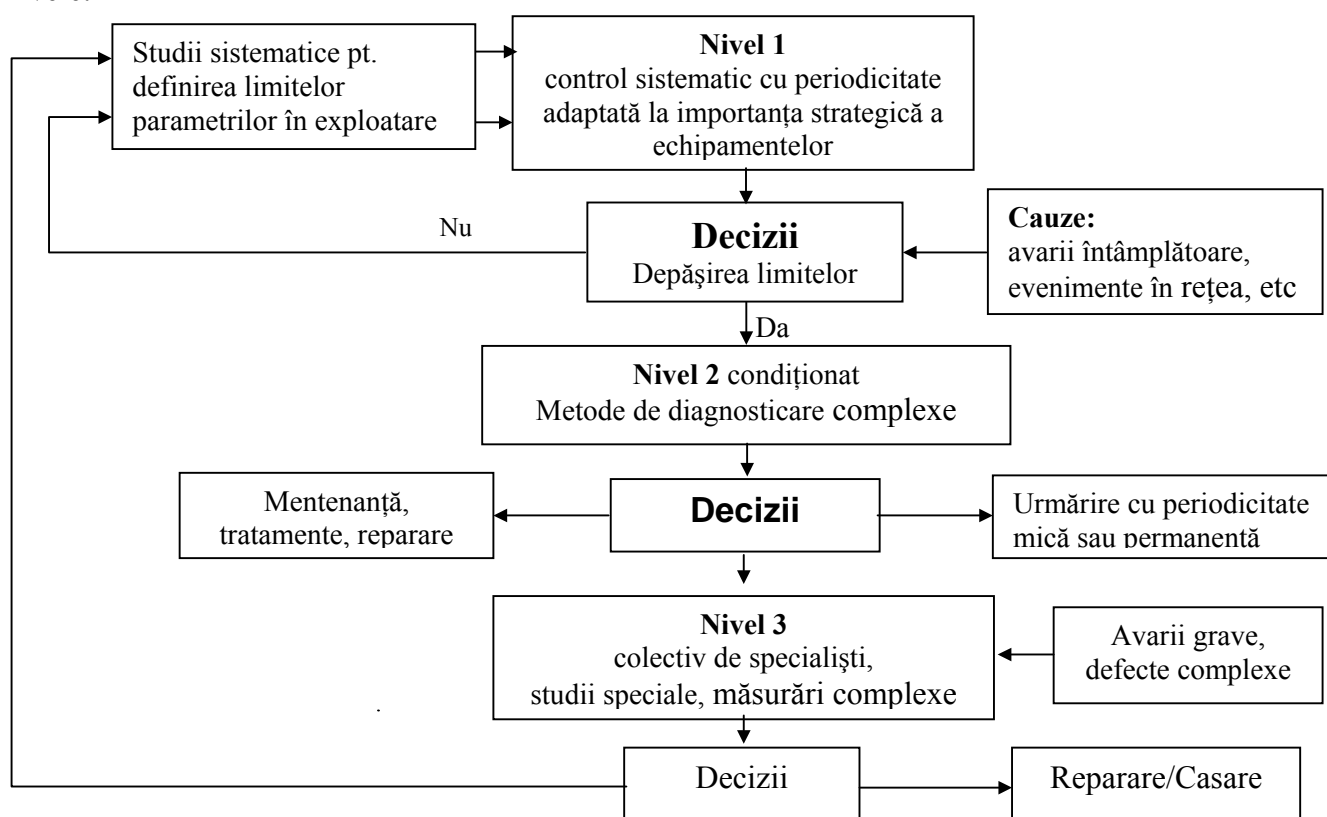 Studii sistematice pt.
definirea limitelor
parametrilor în exploatare
Nivel 1
control sistematic cu periodicitate
adaptată la importanța strategică a
echipamentelor
Nu
Decizii
Depăşirea limitelor
Cauze:
avarii întâmplătoare,
evenimente în rețea, etc
Da
Nivel 2 condiționat
Metode de diagnosticare complexe
Mentenanță,
tratamente, reparare
Decizii
Urmărire cu periodicitate
mică sau permanentă
Nivel 3
colectiv de specialişti,
studii speciale, măsurări complexe
Avarii grave,
defecte complexe
Decizii
Reparare/Casare